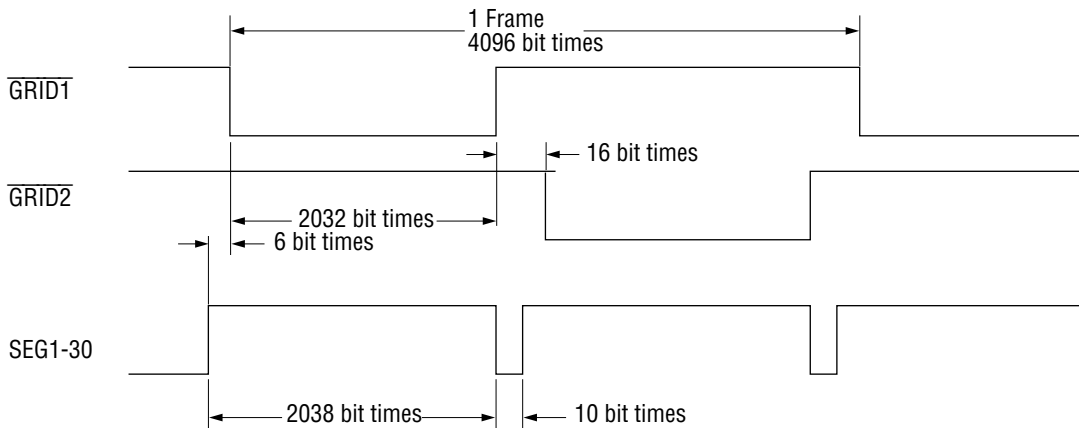 1 Frame
4096 bit times
GRID1
16 bit times
GRID2
2032 bit times
6 bit times
SEG1-30
2038 bit times
10 bit times